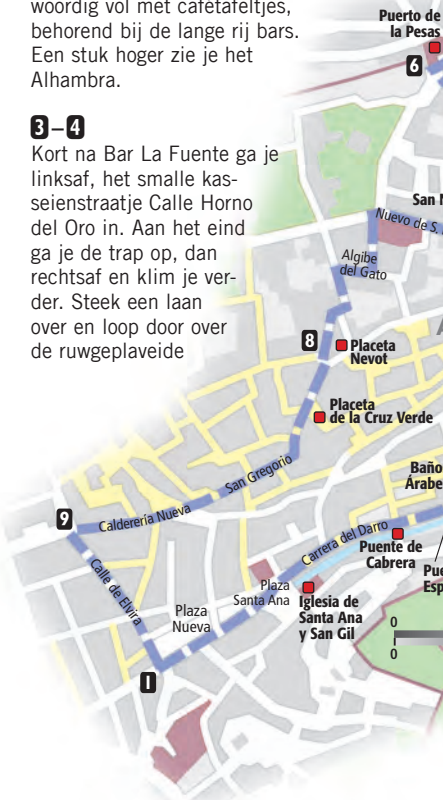 woordig vol met cafétafeltjes,
behorend bij de lange rij bars.
Een stuk hoger zie je het
Alhambra.
3–4
Kort na Bar La Fuente ga je
linksaf, het smalle kas-
seienstraatje Calle Horno
del Oro in. Aan het eind
ga je de trap op, dan
rechtsaf en klim je ver-
der. Steek een laan
over en loop door over
de ruwgeplaveide
Puerto de
la Pesas
6
San
Nuevo de S.
Algibe
del Gato
8
Placeta
Nevot
Placeta
de la Cruz Verde
San Gregorio
Calderería Nueva
9
Calle de Elvira
Baño
Árabe
Carrera del Darro
Puente de
Cabrera
Pue
Esp
Plaza
Santa Ana
Iglesia de
Santa Ana
y San Gil
Plaza
Nueva
1
0
0